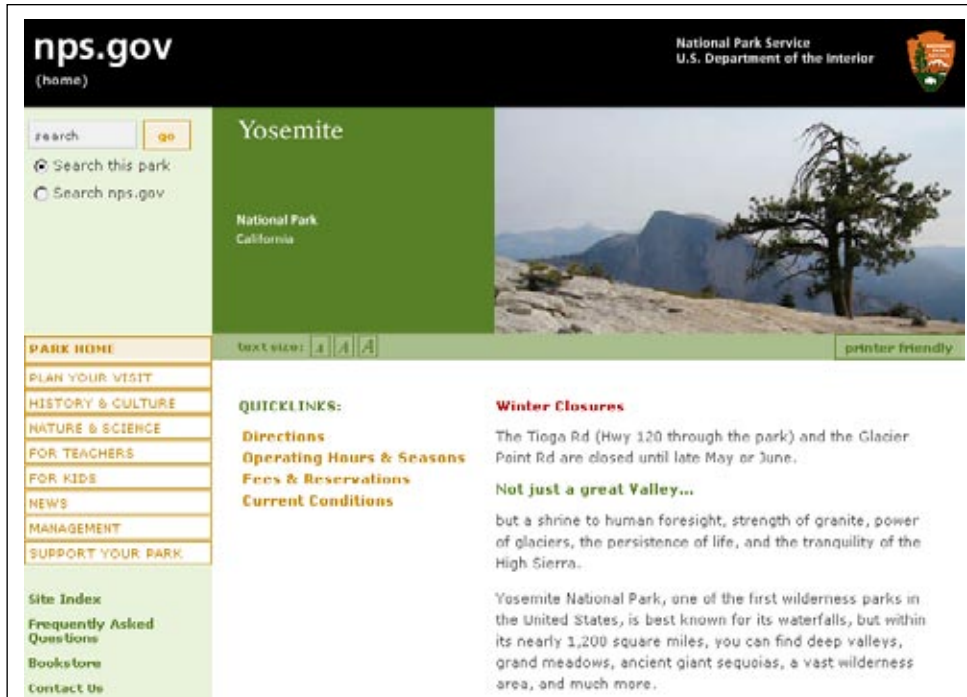 nps.gov
(home)
National Park Service
U.S. Department of the Interior
search
go
Search this park
Search nps.gov
Yosemite
National Park
California
PARK HOME
PLAN YOUR VISIT
HISTORY & CULTURE
NATURE & SCIENCE
FOR TEACHERS
FOR KIDS
NEWS
MANAGEMENT
SUPPORT YOUR PARK
Site Index
Frequently Asked
Questions
Bookstore
Contact Us
text size: A A A
printer friendly
QUICKLINKS:
Directions
Operating Hours & Seasons
Fees & Reservations
Current Conditions
Winter Closures
The Tioga Rd (Hwy 120 through the park) and the Glacier
Point Rd are closed until late May or June.
Not just a great Valley...
but a shrine to human foresight, strength of granite, power
of glaciers, the persistence of life, and the tranquility of the
High Sierra.
Yosemite National Park, one of the first wilderness parks in
the United States, is best known for its waterfalls, but within
its nearly 1,200 square miles, you can find deep valleys,
grand meadows, ancient giant sequoias, a vast wilderness
area, and much more.